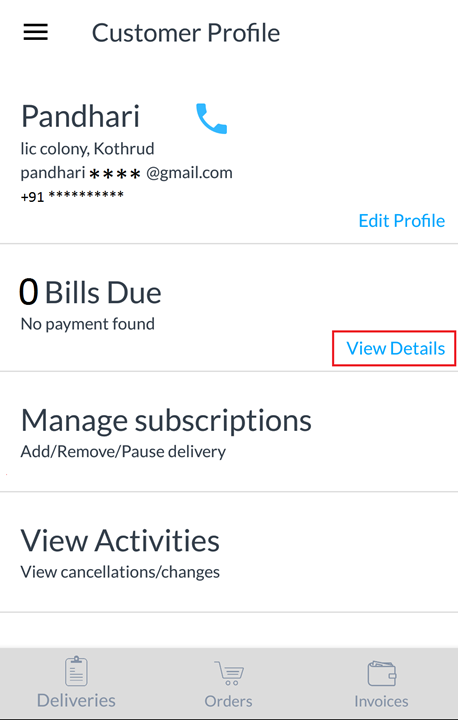 Customer Profile
Pandhari
lic colony, Kothrud
pandhari **** @gmail.com
+91 **********
Edit Profile
0 Bills Due
No payment found
View Details
Manage subscriptions
Add/Remove/Pause delivery
View Activities
View cancellations/changes
Deliveries
Orders
Invoices